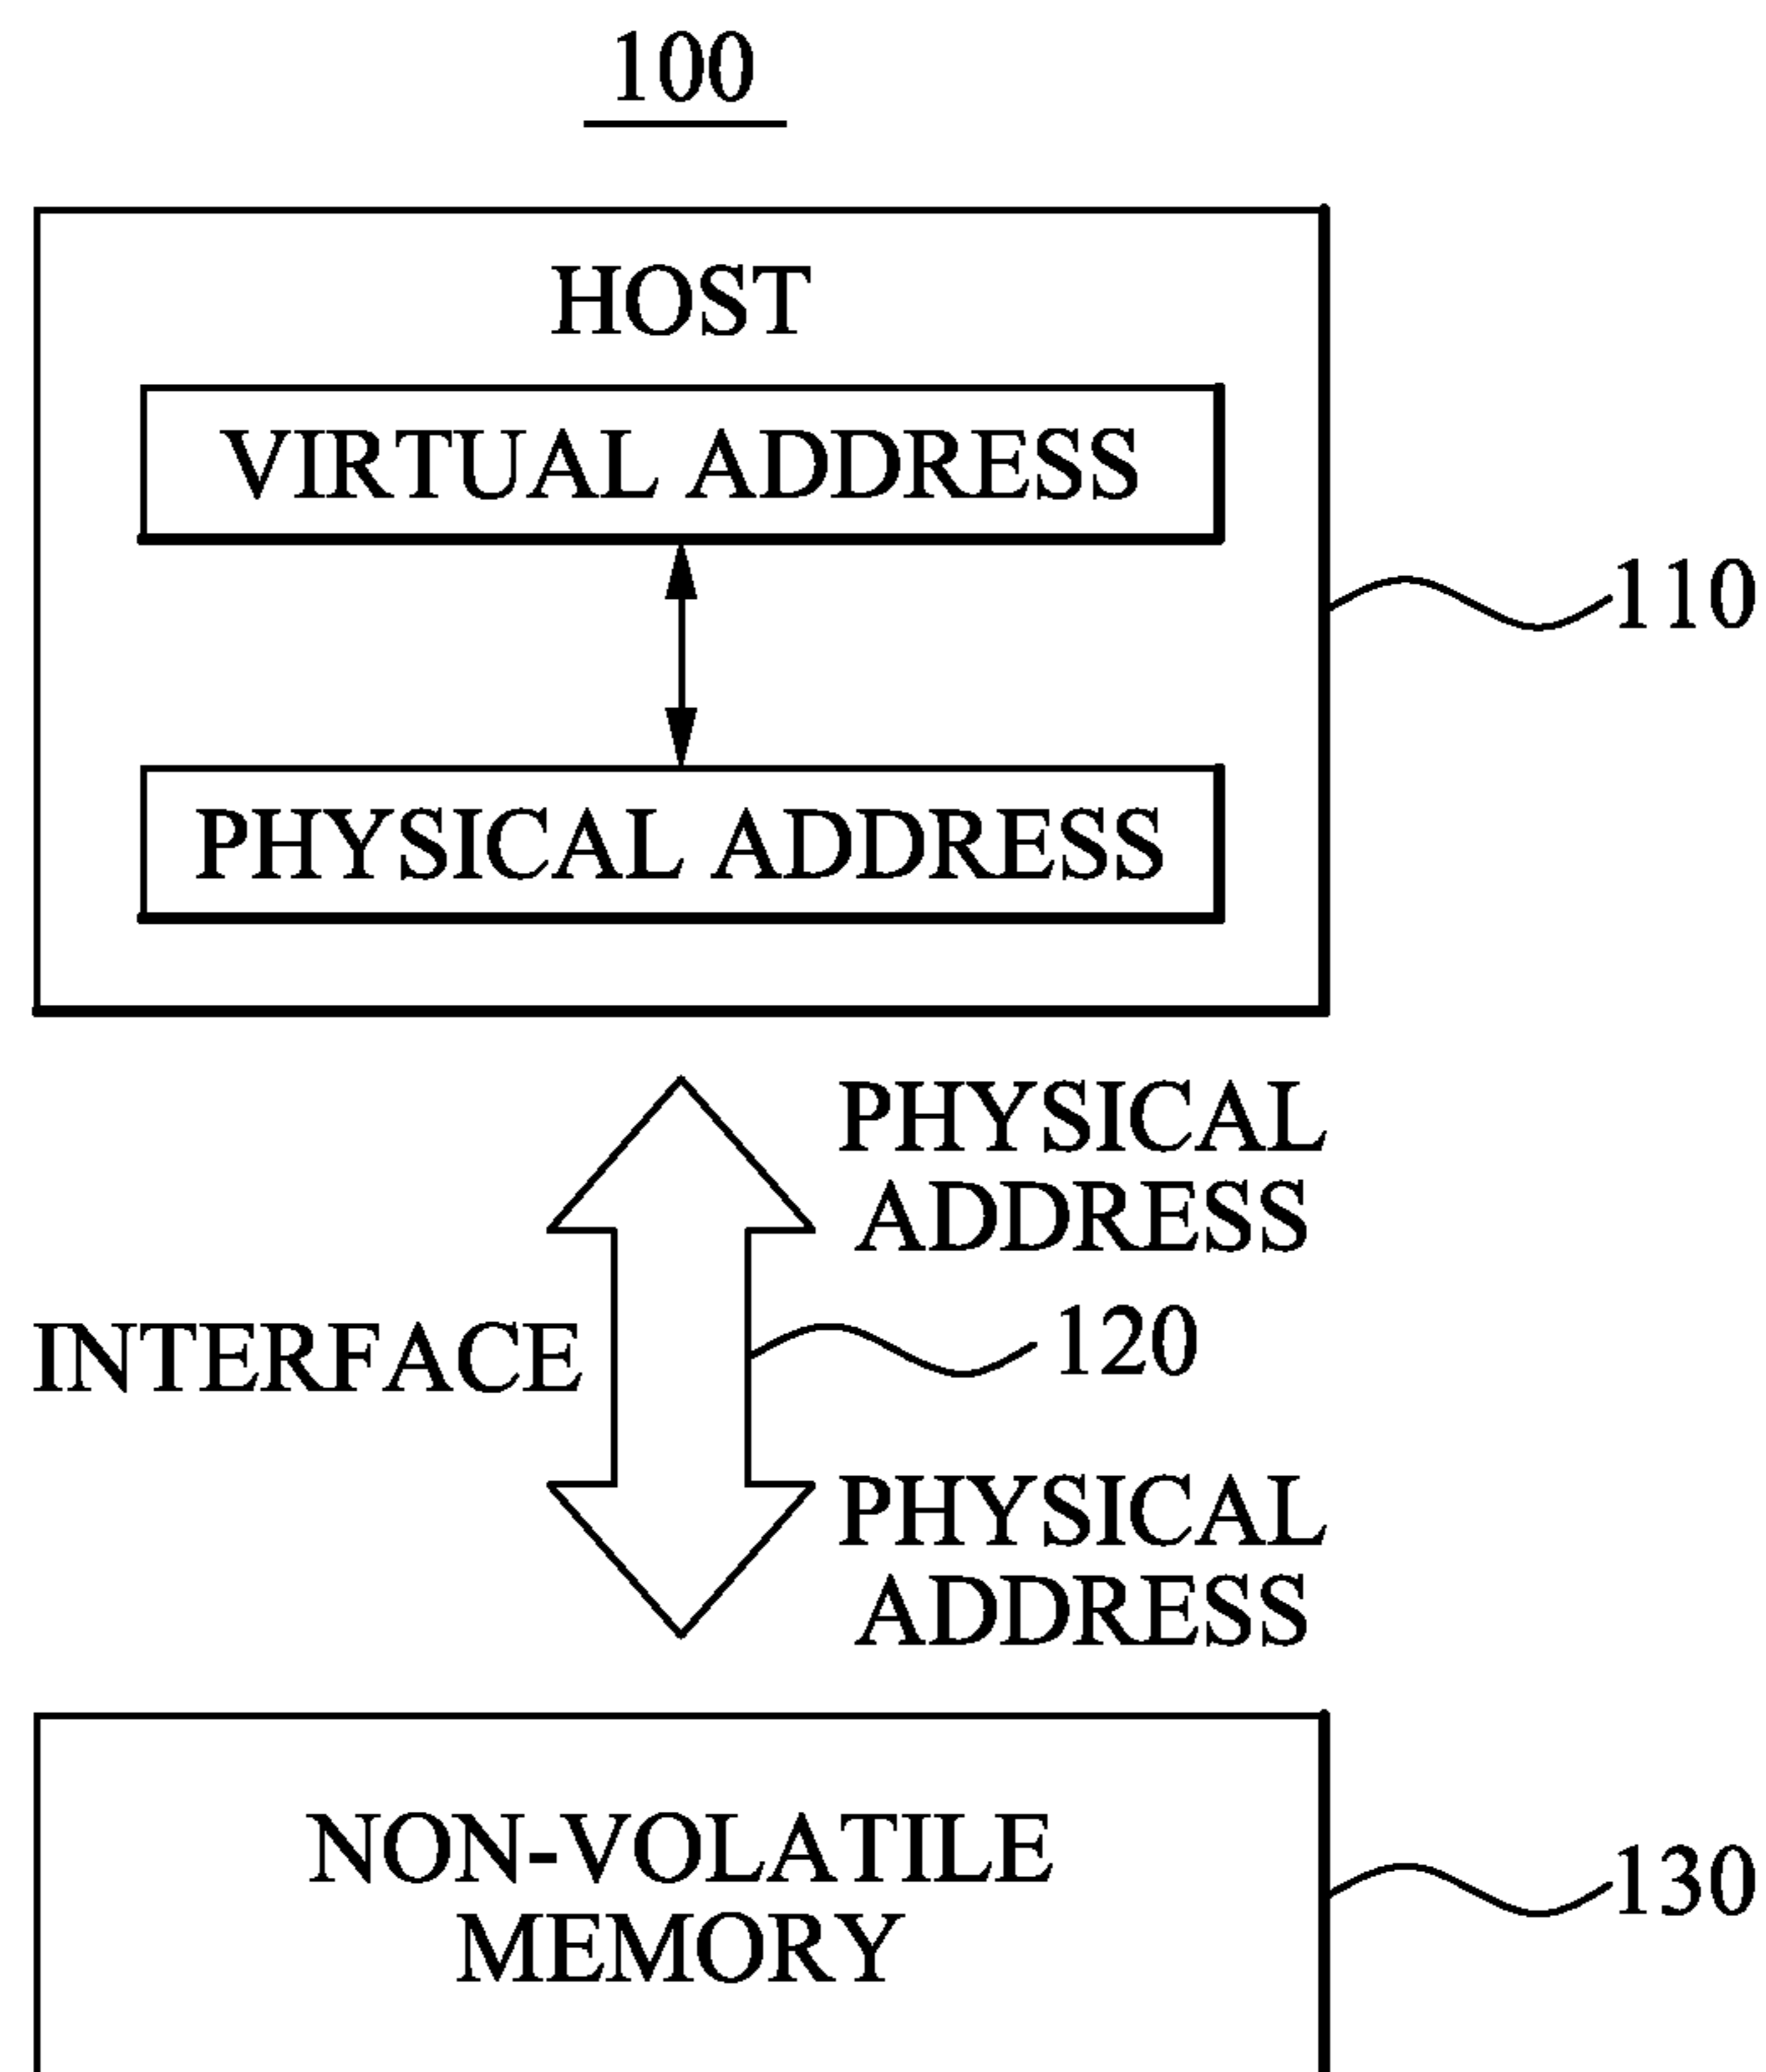 100
HOST
VIRTUAL ADDRESS
110
PHYSICAL ADDRESS
PHYSICAL
ADDRESS
INTERFACE
120
PHYSICAL
ADDRESS
NON-VOLATILE
MEMORY
130